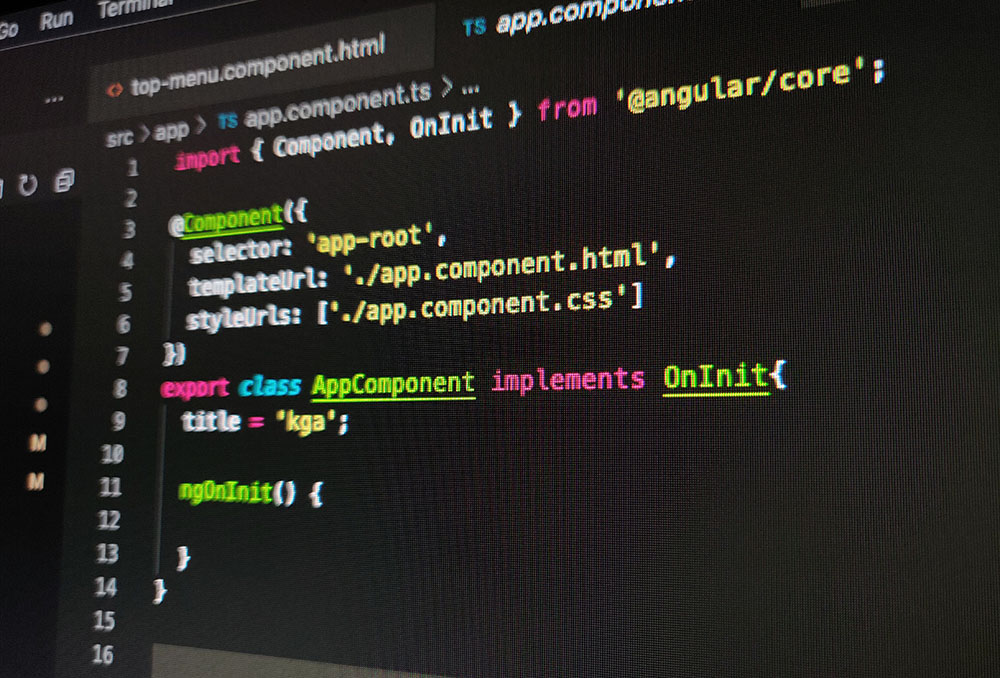 Go Run Terminal
top-menu.component.html TS app.compon
src > app > TS app.component.ts > ...
1 import { Component, OnInit } from '@angular/core';
2
3 @Component({
4 selector: 'app-root',
5 templateUrl: './app.component.html',
6 styleUrls: ['./app.component.css']
7 })
8 export class AppComponent implements OnInit{
9 title = 'kga';
10
11 ngOnInit() {
12
13 }
14 }
15
16
M
M